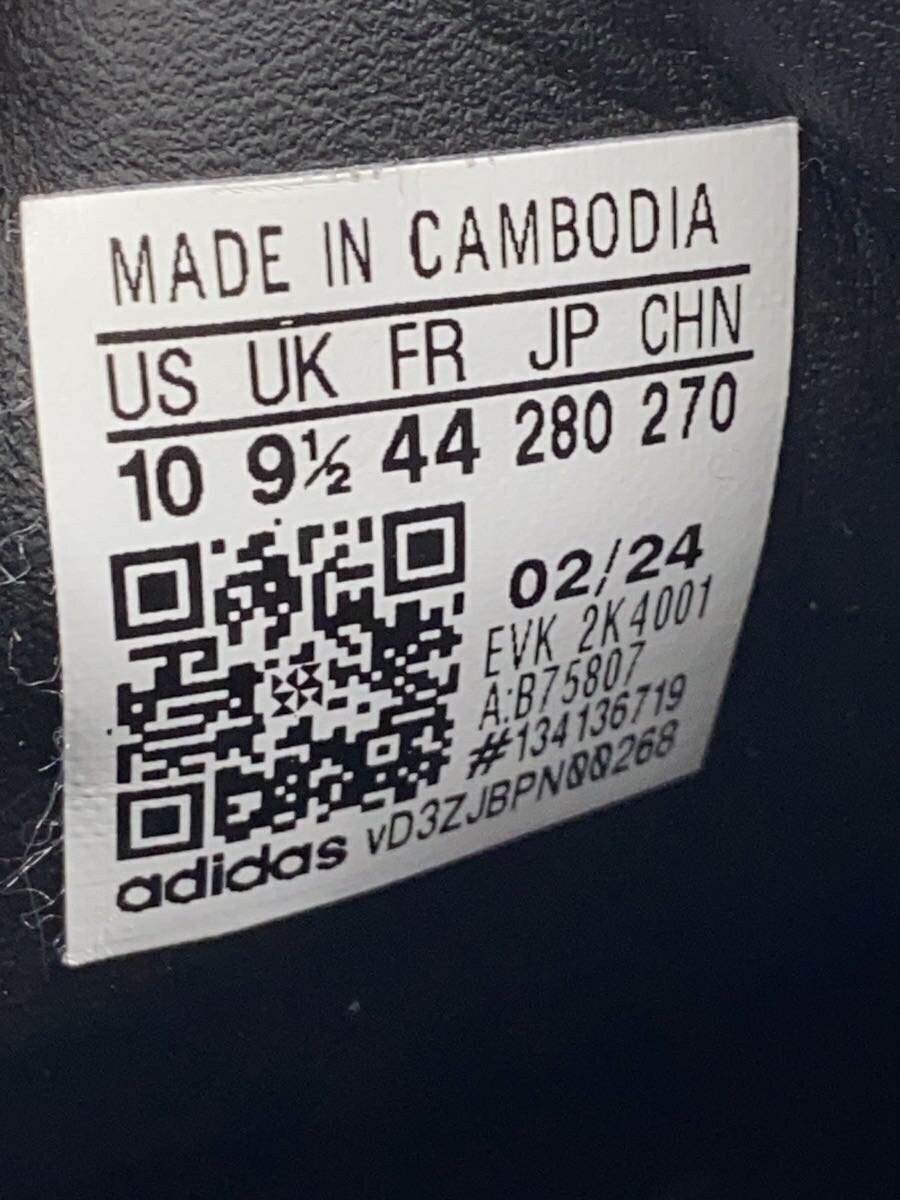 MADE IN CAMBODIA
US UK FR JP CHN
10 9½ 44 280 270
02/24
EVK 2K4001
A:B75807
#134136719
adidas vD3ZJBPN00268